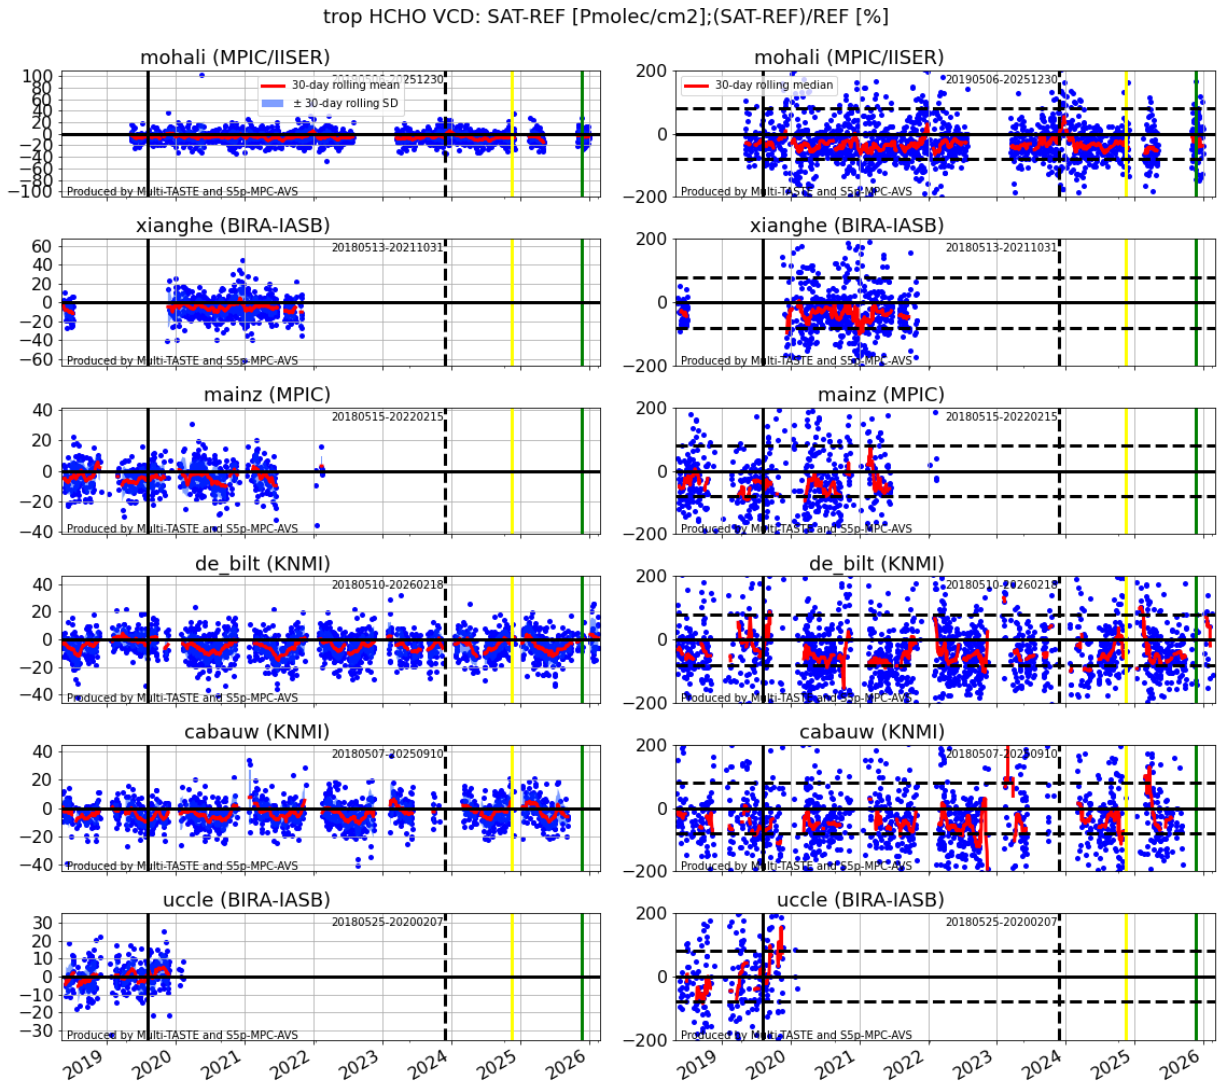 trop HCHO VCD: SAT-REF [Pmolec/cm2];(SAT-REF)/REF [%]
mohali (MPIC/IISER)
100
80
60
40
20
0
−20
−40
−60
−80
−100
30-day rolling mean
± 30-day rolling SD
20190506-20251230
Produced by Multi-TASTE and S5p-MPC-AVS
mohali (MPIC/IISER)
200
0
−200
30-day rolling median
20190506-20251230
Produced by Multi-TASTE and S5p-MPC-AVS
xianghe (BIRA-IASB)
60
40
20
0
−20
−40
−60
20180513-20211031
Produced by Multi-TASTE and S5p-MPC-AVS
xianghe (BIRA-IASB)
200
0
−200
20180513-20211031
Produced by Multi-TASTE and S5p-MPC-AVS
mainz (MPIC)
40
20
0
−20
−40
20180515-20220215
Produced by Multi-TASTE and S5p-MPC-AVS
mainz (MPIC)
200
0
−200
20180515-20220215
Produced by Multi-TASTE and S5p-MPC-AVS
de_bilt (KNMI)
40
20
0
−20
−40
20180510-20260218
Produced by Multi-TASTE and S5p-MPC-AVS
de_bilt (KNMI)
200
0
−200
20180510-20260218
Produced by Multi-TASTE and S5p-MPC-AVS
cabauw (KNMI)
40
20
0
−20
−40
20180507-20250910
Produced by Multi-TASTE and S5p-MPC-AVS
cabauw (KNMI)
200
0
−200
20180507-20250910
Produced by Multi-TASTE and S5p-MPC-AVS
uccle (BIRA-IASB)
30
20
10
0
−10
−20
−30
20180525-20200207
Produced by Multi-TASTE and S5p-MPC-AVS
2019 2020 2021 2022 2023 2024 2025 2026
uccle (BIRA-IASB)
200
0
−200
20180525-20200207
Produced by Multi-TASTE and S5p-MPC-AVS
2019 2020 2021 2022 2023 2024 2025 2026